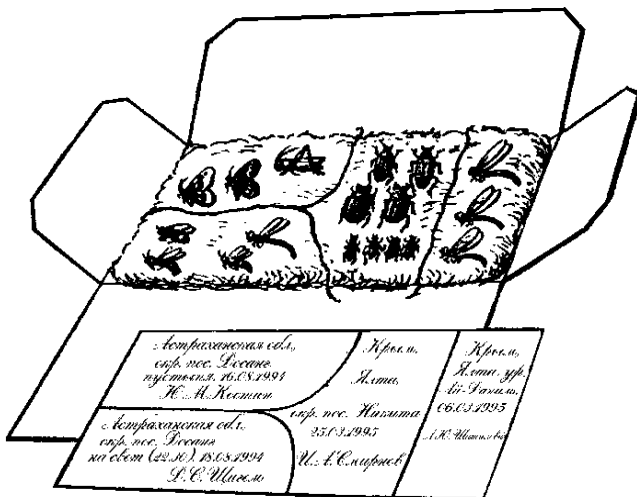 Астраханская обл.,
окр. пос. Досанг
пустыня. 16.08.1994
Н. М. Костин
Астраханская обл.,
окр. пос. Досанг
на свет (22.30). 18.08.1994
Д. С. Щигель
Крым,
Ялта,
окр. пос. Никита
25.03.1995
И. А. Смирнов
Крым,
Ялта, ур.
Ай-Даниль,
06.03.1995
А. Ю.